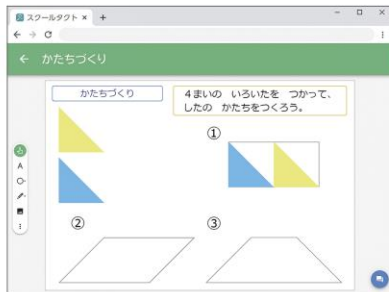 スクールタクト
かたちづくり
かたちづくり
4まいの いろいたを つかって、
したの かたちをつくろう。
①
A
②
③